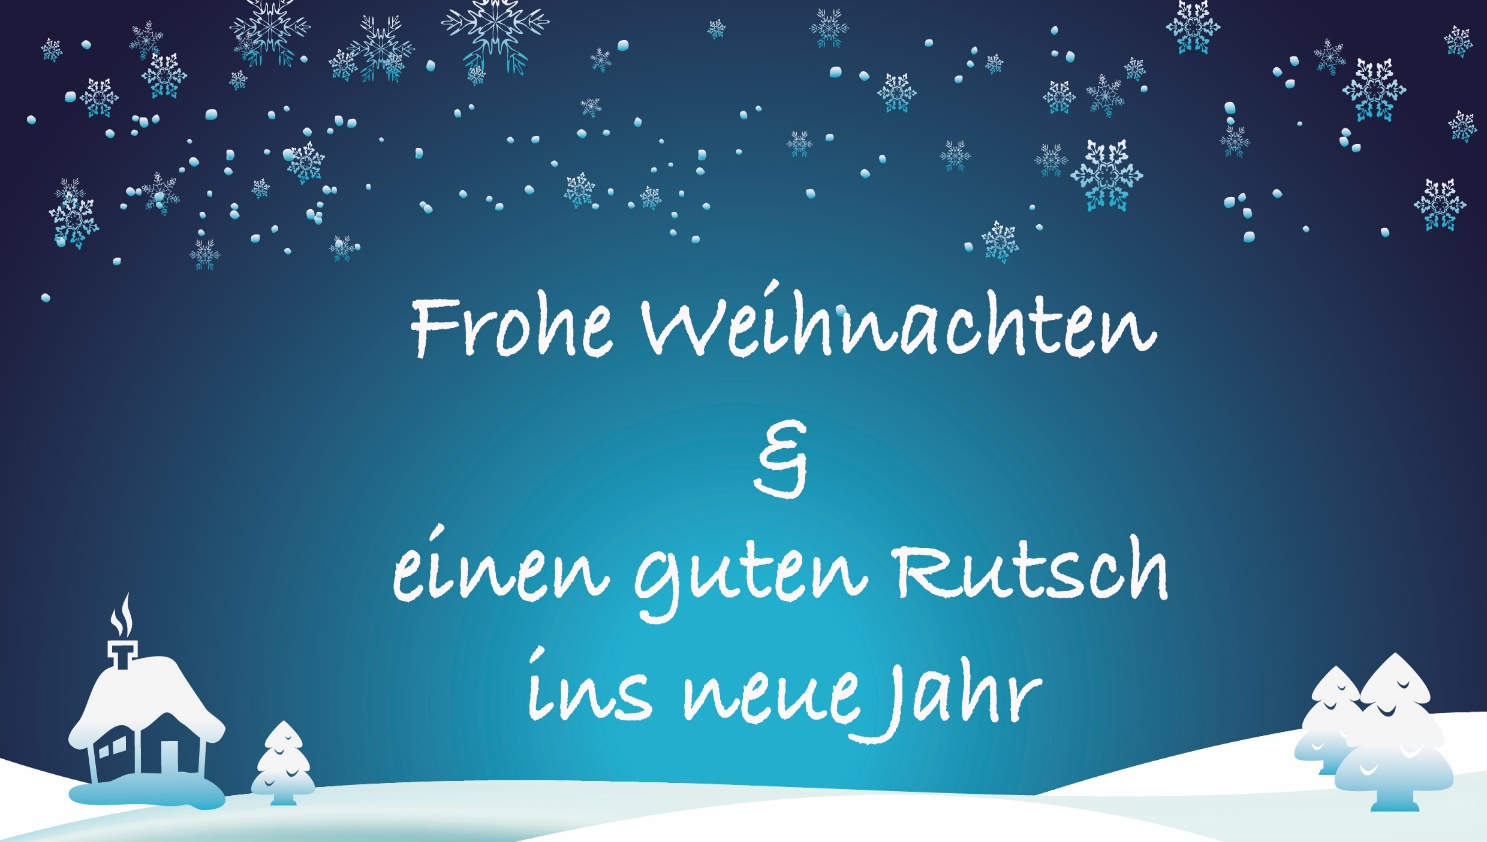 Frohe Weihnachten
&
einen guten Rutsch
ins neue Jahr